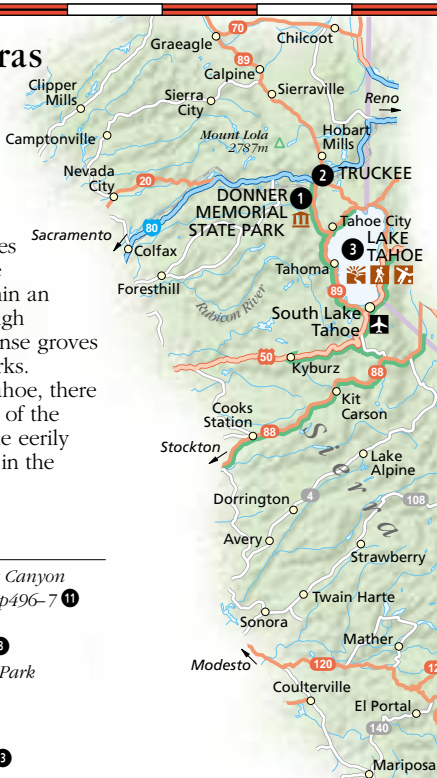 ras
es
e
in an
gh
nse groves
rks.
ahoe, there
of the
e eerily
in the
Canyon
p496–7 11
Park
3
70
Graeagle
Chilcoot
89
Calpine
Clipper
Mills
Sierra
City
Sierraville
Reno
Camptonville
Mount Lola
2787m
Hobart
Mills
Nevada
City
20
2 TRUCKEE
1
DONNER
MEMORIAL
STATE PARK
Sacramento
80
Colfax
Tahoe City
3 LAKE
TAHOE
Foresthill
Tahoma
89
Rubicon River
South Lake
Tahoe
50
Kyburz
88
Kit
Carson
Cooks
Station
88
Stockton
Sierra
Lake
Alpine
Dorrington
4
108
Avery
Strawberry
Twain Harte
Sonora
Mather
Modesto
120
12
Coulterville
El Portal
140
Mariposa